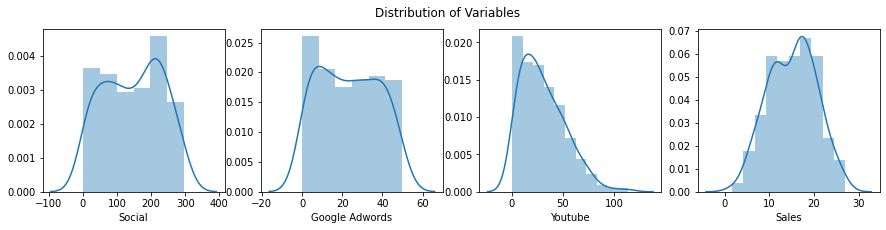 Distribution of Variables
0.004
0.003
0.002
0.001
0.000
−100 0 100 200 300 400
Social
0.025
0.020
0.015
0.010
0.005
0.000
−20 0 20 40 60
Google Adwords
0.020
0.015
0.010
0.005
0.000
0 50 100
Youtube
0.07
0.06
0.05
0.04
0.03
0.02
0.01
0.00
0 10 20 30
Sales